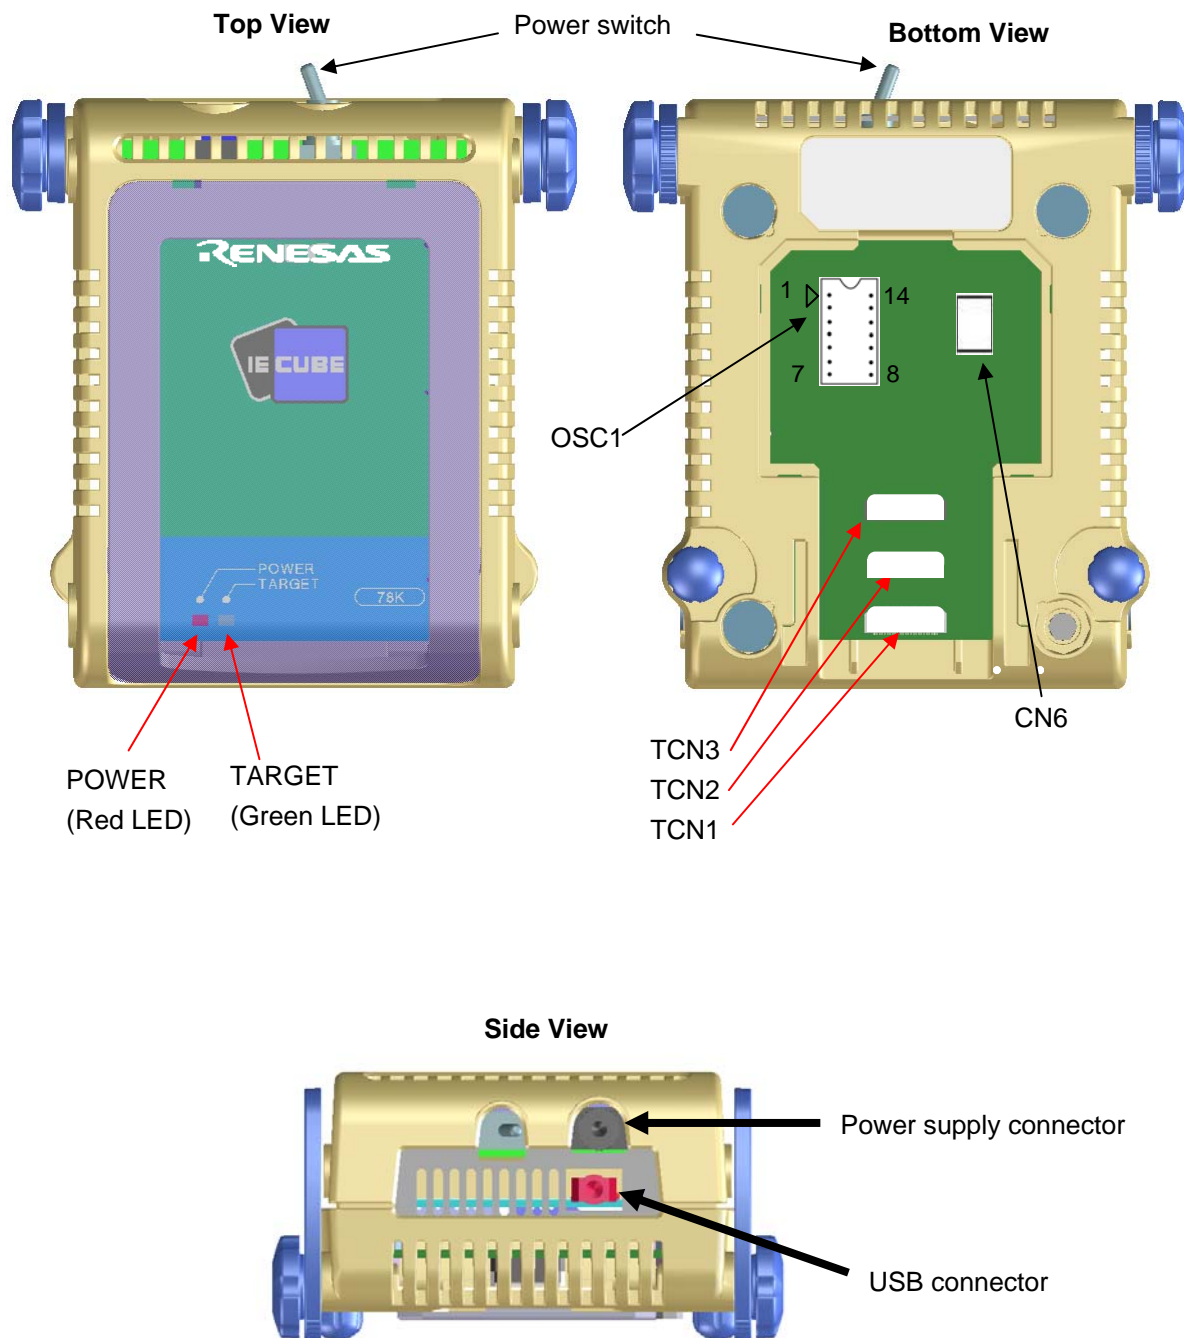 Top View
Power switch
Bottom View
RENESAS
IE CUBE
POWER
TARGET
78K
1
14
7
8
OSC1
CN6
TCN3
TCN2
TCN1
POWER
(Red LED)
TARGET
(Green LED)
Side View
Power supply connector
USB connector